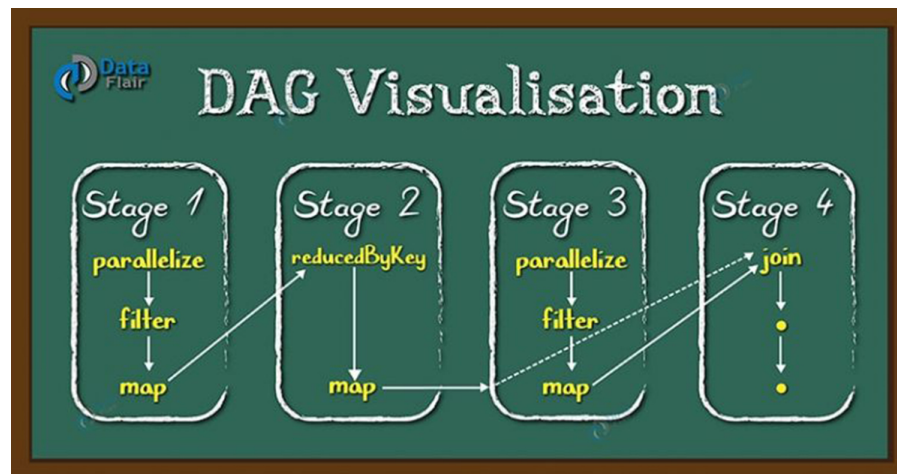 Data
Flair
DAG Visualisation
Stage 1
parallelize
filter
map
Stage 2
reducedByKey
map
Stage 3
parallelize
filter
map
Stage 4
join